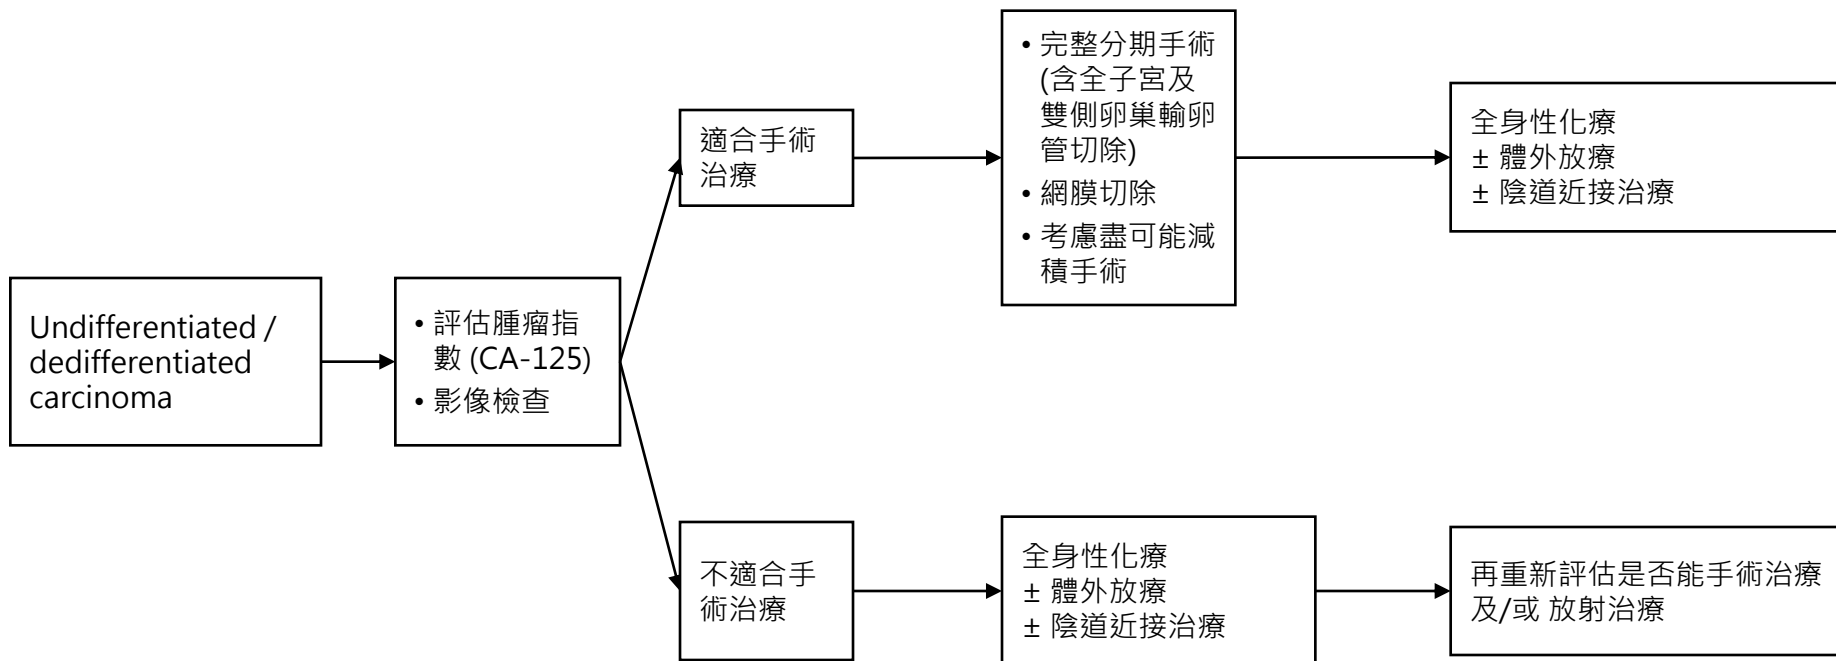 Undifferentiated /
dedifferentiated
carcinoma
• 評估腫瘤指
數 (CA-125)
• 影像檢查
適合手術
治療
• 完整分期手術
(含全子宮及
雙側卵巢輸卵
管切除)
• 網膜切除
• 考慮盡可能減
積手術
全身性化療
± 體外放療
± 陰道近接治療
不適合手
術治療
全身性化療
± 體外放療
± 陰道近接治療
再重新評估是否能手術治療
及/或 放射治療